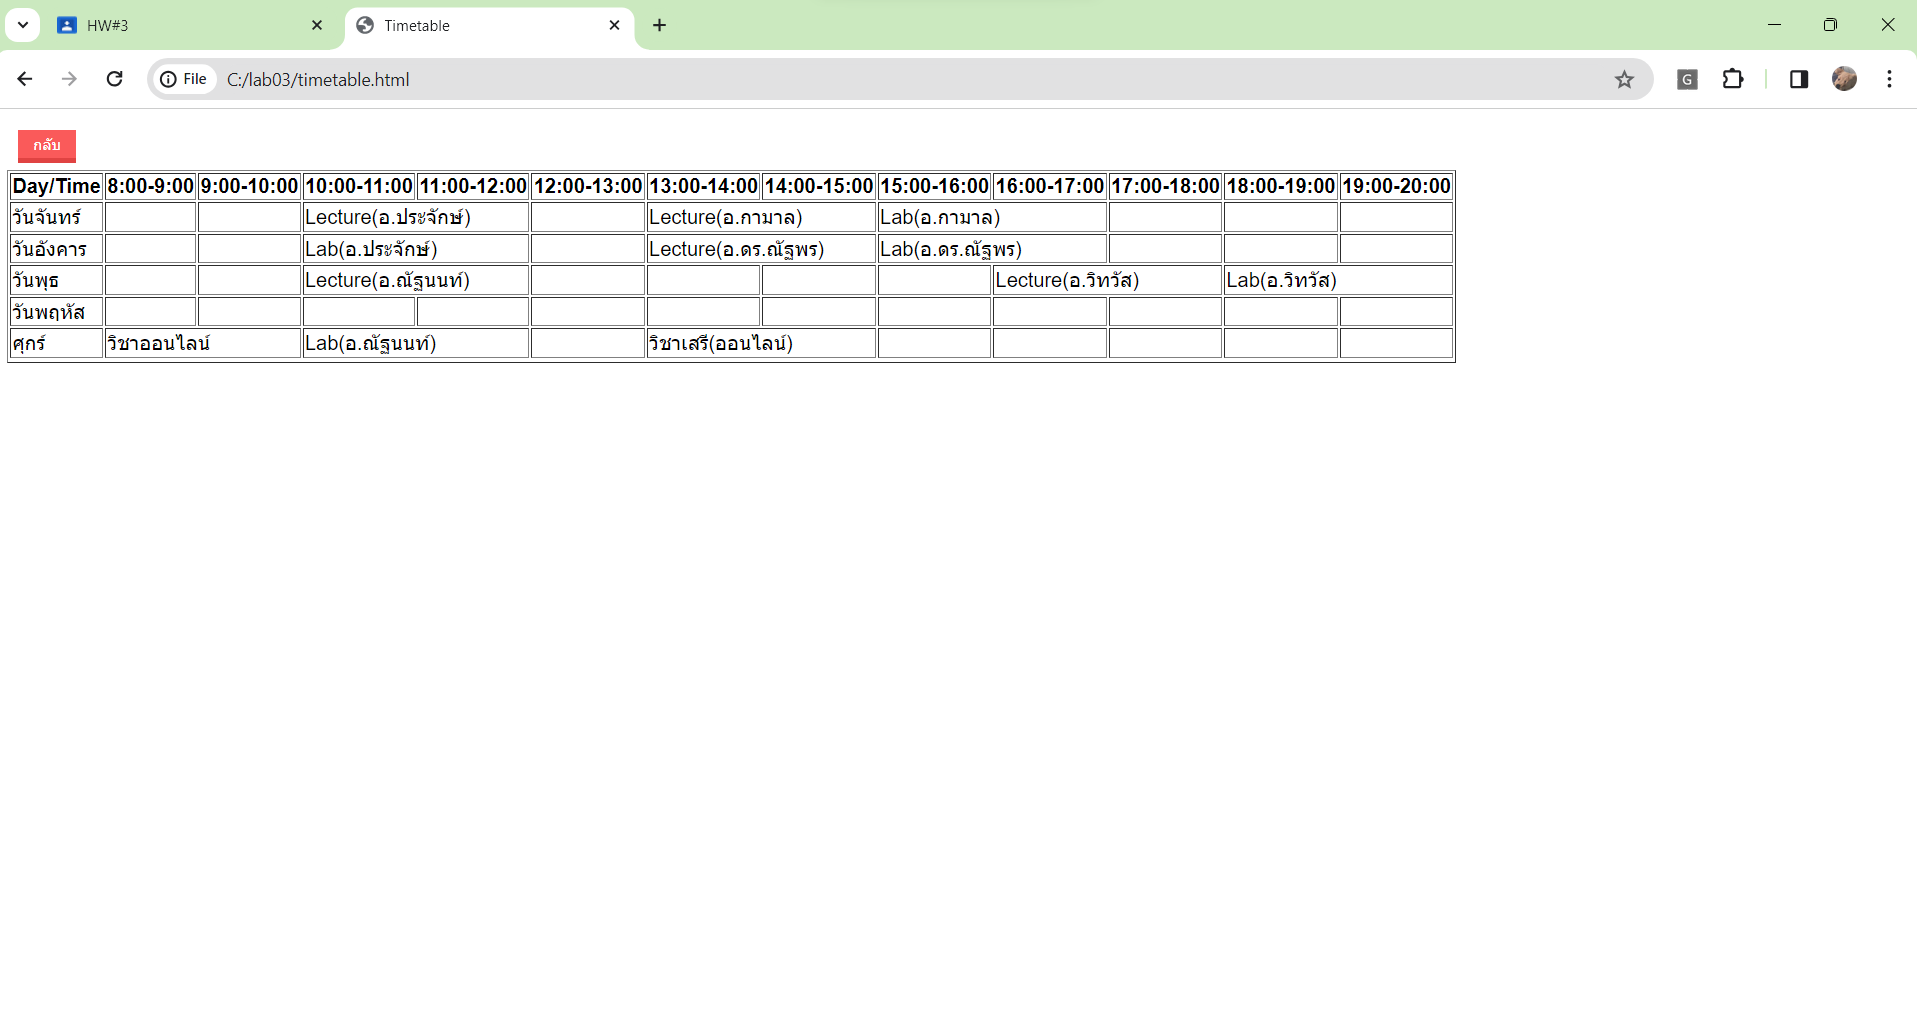 HW#3
Timetable
File C:/lab03/timetable.html
G
กลับ
Day/Time 8:00-9:00 9:00-10:00 10:00-11:00 11:00-12:00 12:00-13:00 13:00-14:00 14:00-15:00 15:00-16:00 16:00-17:00 17:00-18:00 18:00-19:00 19:00-20:00
วันจันทร์ Lecture(อ.ประจักษ์) Lecture(อ.กามาล) Lab(อ.กามาล)
วันอังคาร Lab(อ.ประจักษ์) Lecture(อ.ดร.ณัฐพร) Lab(อ.ดร.ณัฐพร)
วันพุธ Lecture(อ.ณัฐนนท์) Lecture(อ.วิทวัส) Lab(อ.วิทวัส)
วันพฤหัส
ศุกร์ วิชาออนไลน์ Lab(อ.ณัฐนนท์) วิชาเสรี(ออนไลน์)